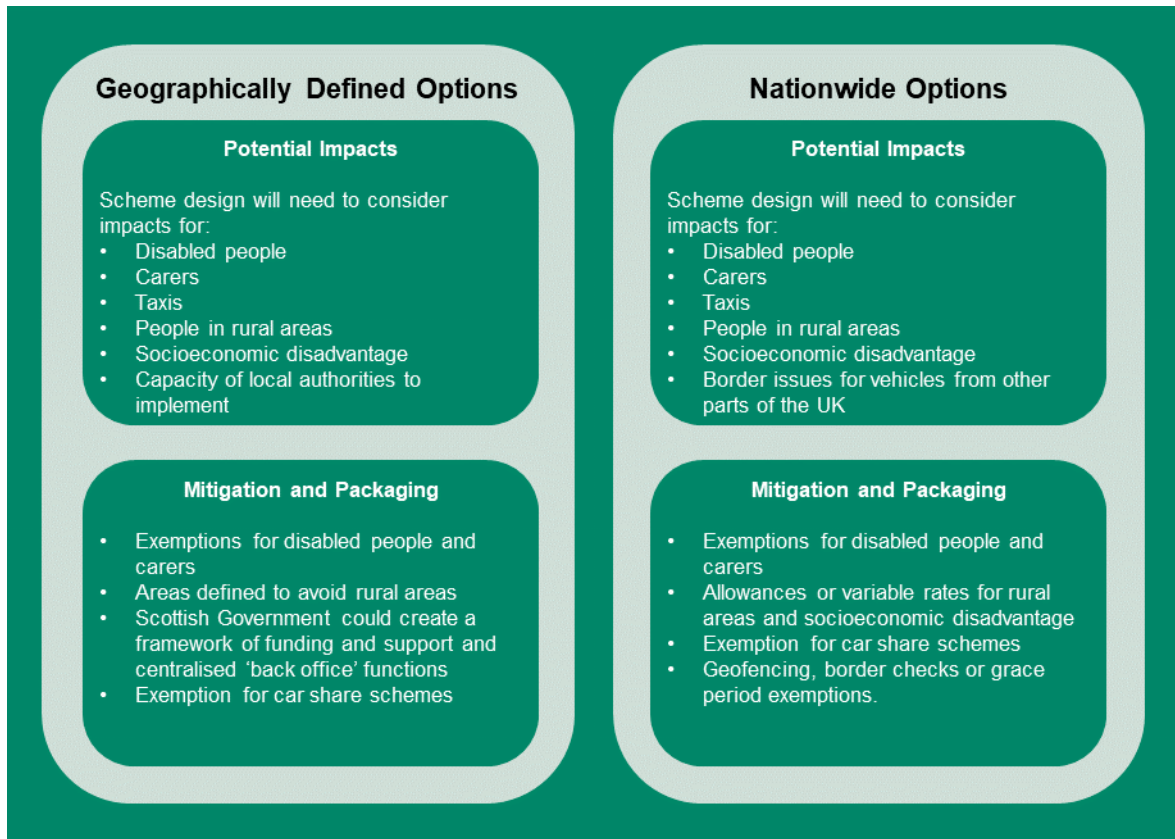 Geographically Defined Options
Potential Impacts
Scheme design will need to consider
impacts for:
• Disabled people
• Carers
• Taxis
• People in rural areas
• Socioeconomic disadvantage
• Capacity of local authorities to
implement
Mitigation and Packaging
• Exemptions for disabled people and
carers
• Areas defined to avoid rural areas
• Scottish Government could create a
framework of funding and support and
centralised ‘back office’ functions
• Exemption for car share schemes
Nationwide Options
Potential Impacts
Scheme design will need to consider
impacts for:
• Disabled people
• Carers
• Taxis
• People in rural areas
• Socioeconomic disadvantage
• Border issues for vehicles from other
parts of the UK
Mitigation and Packaging
• Exemptions for disabled people and
carers
• Allowances or variable rates for rural
areas and socioeconomic disadvantage
• Exemption for car share schemes
• Geofencing, border checks or grace
period exemptions.